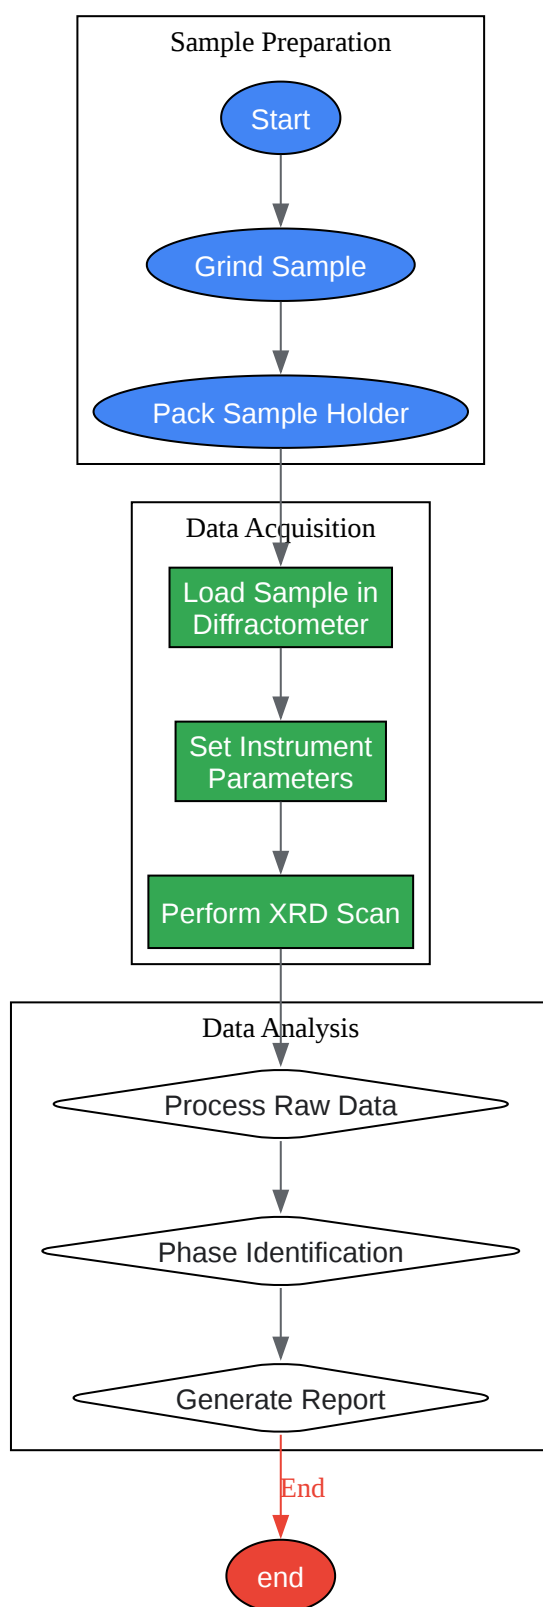 Sample Preparation
Start
Grind Sample
Pack Sample Holder
Data Acquisition
Load Sample in
Diffractometer
Set Instrument
Parameters
Perform XRD Scan
Data Analysis
Process Raw Data
Phase Identification
Generate Report
End
end